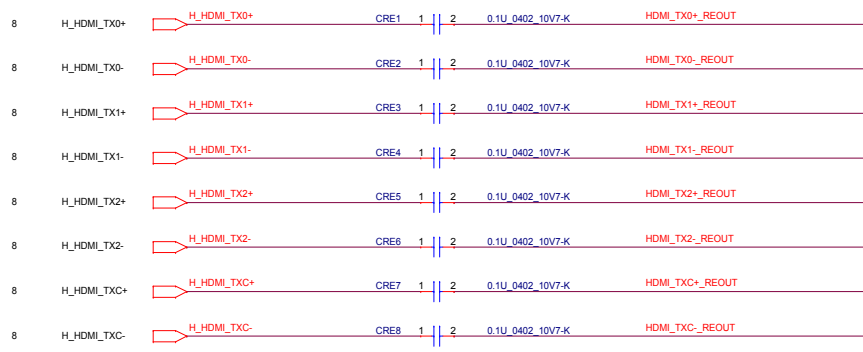 8 H_HDMI_TX0+ H_HDMI_TX0+ CRE1 1 2 0.1U_0402_10V7-K HDMI_TX0+_REOUT
8 H_HDMI_TX0- H_HDMI_TX0- CRE2 1 2 0.1U_0402_10V7-K HDMI_TX0-_REOUT
8 H_HDMI_TX1+ H_HDMI_TX1+ CRE3 1 2 0.1U_0402_10V7-K HDMI_TX1+_REOUT
8 H_HDMI_TX1- H_HDMI_TX1- CRE4 1 2 0.1U_0402_10V7-K HDMI_TX1-_REOUT
8 H_HDMI_TX2+ H_HDMI_TX2+ CRE5 1 2 0.1U_0402_10V7-K HDMI_TX2+_REOUT
8 H_HDMI_TX2- H_HDMI_TX2- CRE6 1 2 0.1U_0402_10V7-K HDMI_TX2-_REOUT
8 H_HDMI_TXC+ H_HDMI_TXC+ CRE7 1 2 0.1U_0402_10V7-K HDMI_TXC+_REOUT
8 H_HDMI_TXC- H_HDMI_TXC- CRE8 1 2 0.1U_0402_10V7-K HDMI_TXC-_REOUT